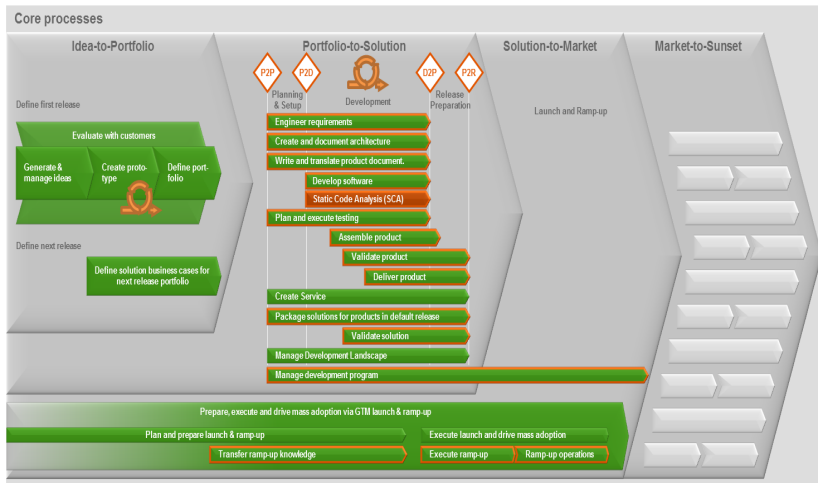 Core processes
Idea-to-Portfolio
Portfolio-to-Solution
Solution-to-Market
Market-to-Sunset
P2P
P2D
D2P
P2R
Planning
& Setup
Development
Release
Preparation
Launch and Ramp-up
Define first release
Evaluate with customers
Generate &
manage ideas
Create proto-
type
Define port-
folio
Define next release
Define solution business cases for
next release portfolio
Engineer requirements
Create and document architecture
Write and translate product document.
Develop software
Static Code Analysis (SCA)
Plan and execute testing
Assemble product
Validate product
Deliver product
Create Service
Package solutions for products in default release
Validate solution
Manage Development Landscape
Manage development program
Prepare, execute and drive mass adoption via GTM launch & ramp-up
Plan and prepare launch & ramp-up
Execute launch and drive mass adoption
Transfer ramp-up knowledge
Execute ramp-up
Ramp-up operations